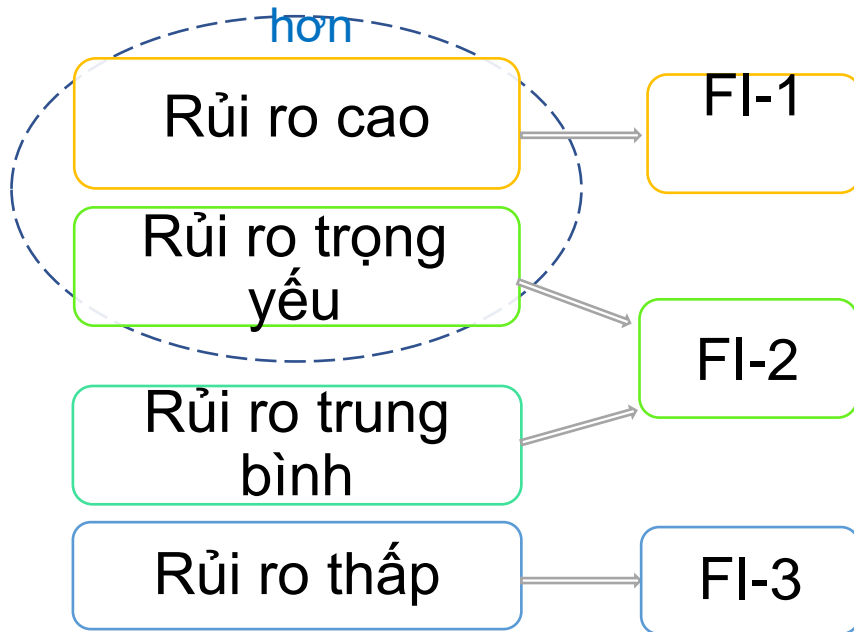 hơn
Rủi ro cao
FI-1
Rủi ro trọng
yếu
FI-2
Rủi ro trung
bình
Rủi ro thấp
FI-3